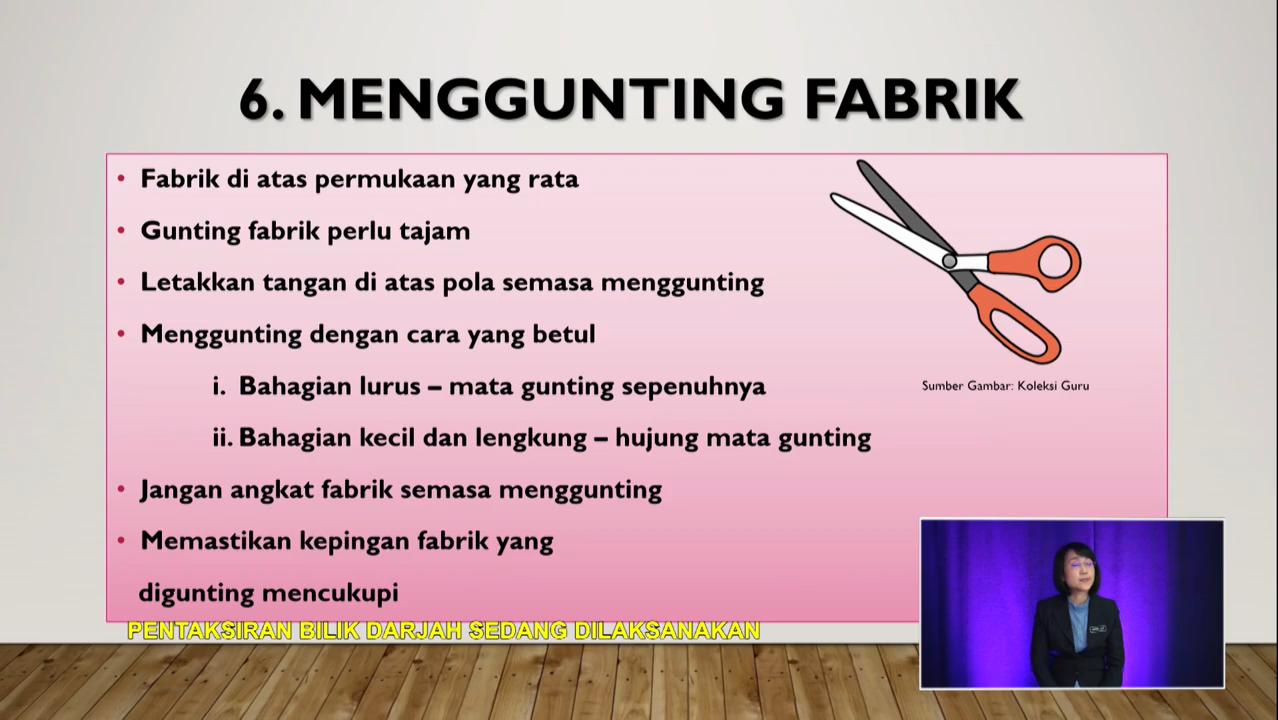 6. MENGGUNTING FABRIK
• Fabrik di atas permukaan yang rata
• Gunting fabrik perlu tajam
• Letakkan tangan di atas pola semasa menggunting
• Menggunting dengan cara yang betul
i. Bahagian lurus – mata gunting sepenuhnya
ii. Bahagian kecil dan lengkung – hujung mata gunting
• Jangan angkat fabrik semasa menggunting
• Memastikan kepingan fabrik yang
digunting mencukupi
Sumber Gambar: Koleksi Guru
PENTAKSIRAN BILIK DARJAH SEDANG DILAKSANAKAN